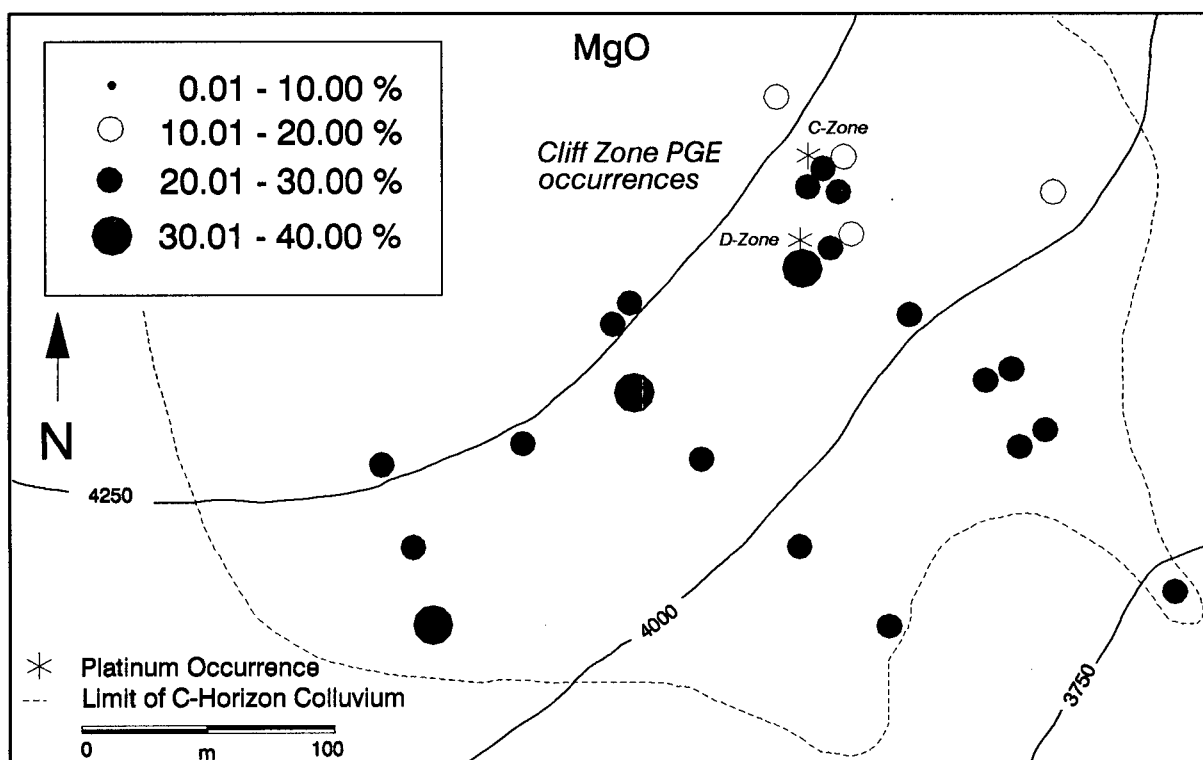 MgO
0.01 - 10.00 %
10.01 - 20.00 %
20.01 - 30.00 %
30.01 - 40.00 %
C-Zone
Cliff Zone PGE
occurrences
D-Zone
N
4250
4000
3750
Platinum Occurrence
Limit of C-Horizon Colluvium
0 m 100